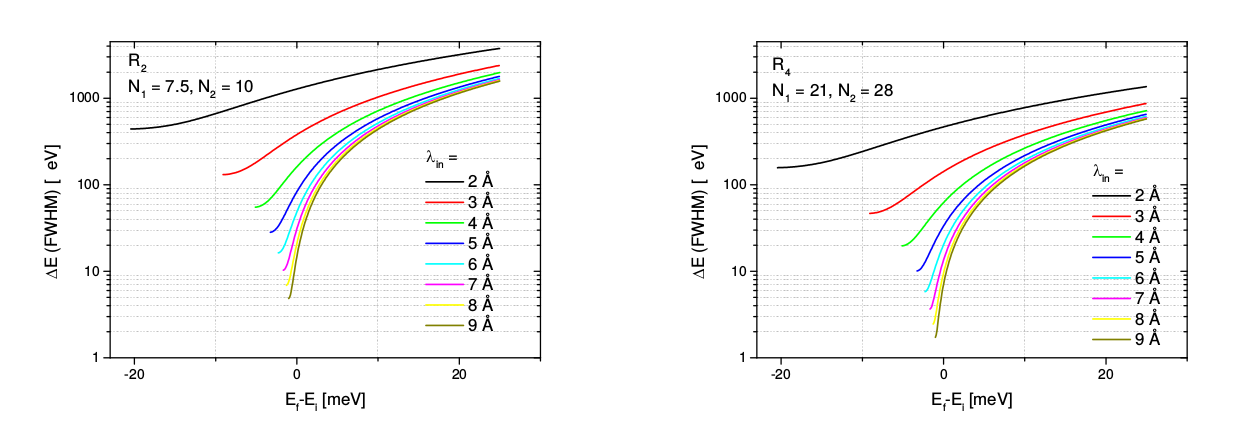 R2
N1 = 7.5, N2 = 10
1000
100
10
1
ΔE (FWHM) [ eV]
λin =
2 Å
3 Å
4 Å
5 Å
6 Å
7 Å
8 Å
9 Å
-20
0
20
Ef-Ei [meV]
R4
N1 = 21, N2 = 28
1000
100
10
1
ΔE (FWHM) [ eV]
λin =
2 Å
3 Å
4 Å
5 Å
6 Å
7 Å
8 Å
9 Å
-20
0
20
Ef-Ei [meV]